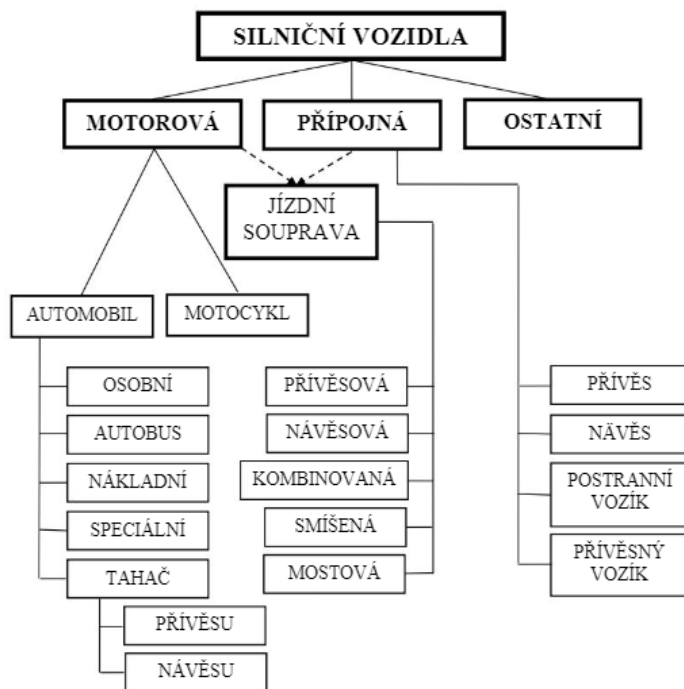 SILNIČNÍ VOZIDLA
MOTOROVÁ
PŘÍPOJNÁ
OSTATNÍ
JÍZDNÍ
SOUPRAVA
AUTOMOBIL
MOTOCYKL
OSOBNÍ
AUTOBUS
NÁKLADNÍ
SPECIÁLNÍ
TAHAČ
PŘÍVĚSU
NÁVĚSU
PŘÍVĚSOVÁ
NÁVĚSOVÁ
KOMBINOVANÁ
SMÍŠENÁ
MOSTOVÁ
PŘÍVĚS
NÄVĚS
POSTRANNÍ
VOZÍK
PŘÍVĚSNÝ
VOZÍK